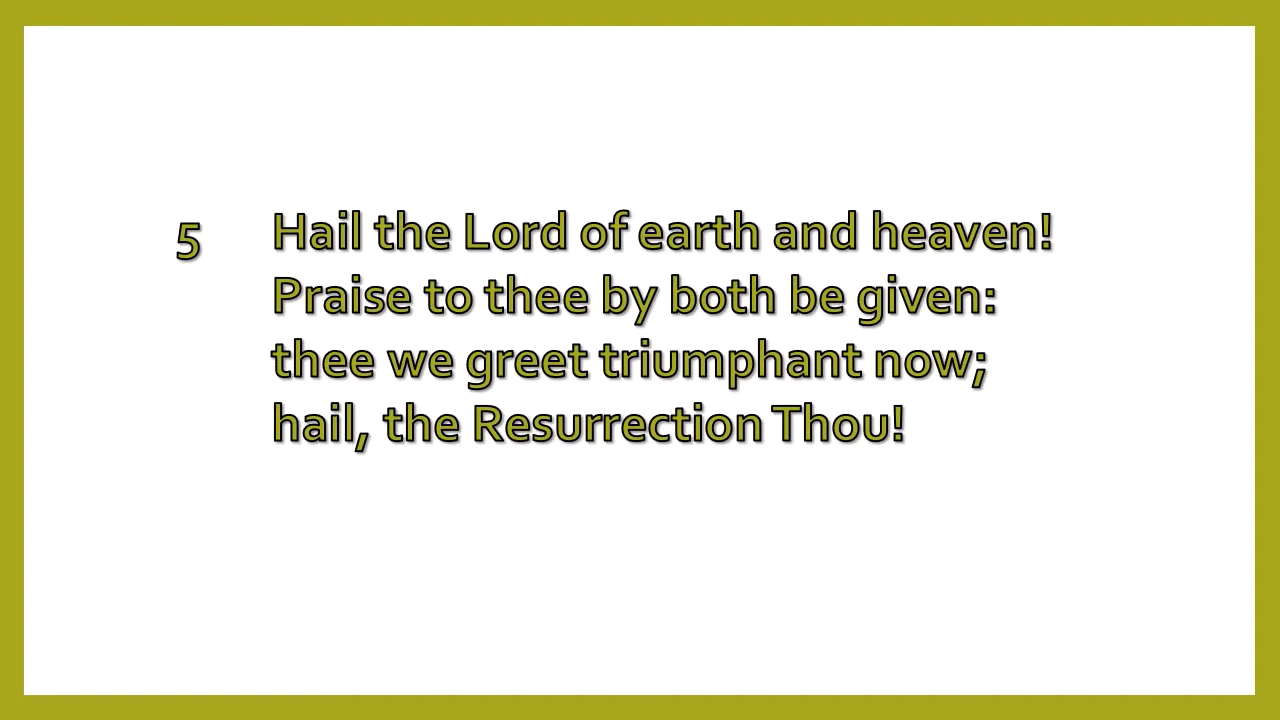 5 Hail the Lord of earth and heaven!
Praise to thee by both be given:
thee we greet triumphant now;
hail, the Resurrection Thou!